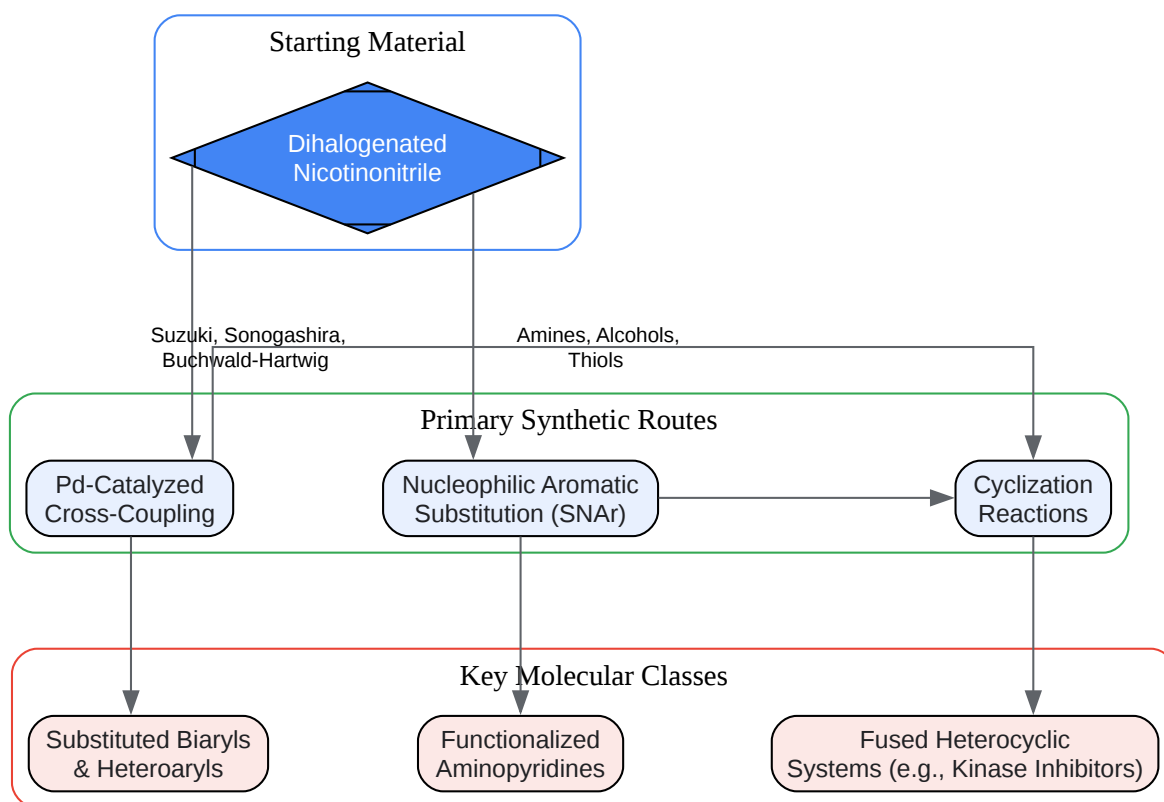 Starting Material
Dihalogenated
Nicotinonitrile
Suzuki, Sonogashira,
Buchwald-Hartwig
Amines, Alcohols,
Thiols
Primary Synthetic Routes
Pd-Catalyzed
Cross-Coupling
Nucleophilic Aromatic
Substitution (SNAr)
Cyclization
Reactions
Key Molecular Classes
Substituted Biaryls
& Heteroaryls
Functionalized
Aminopyridines
Fused Heterocyclic
Systems (e.g., Kinase Inhibitors)